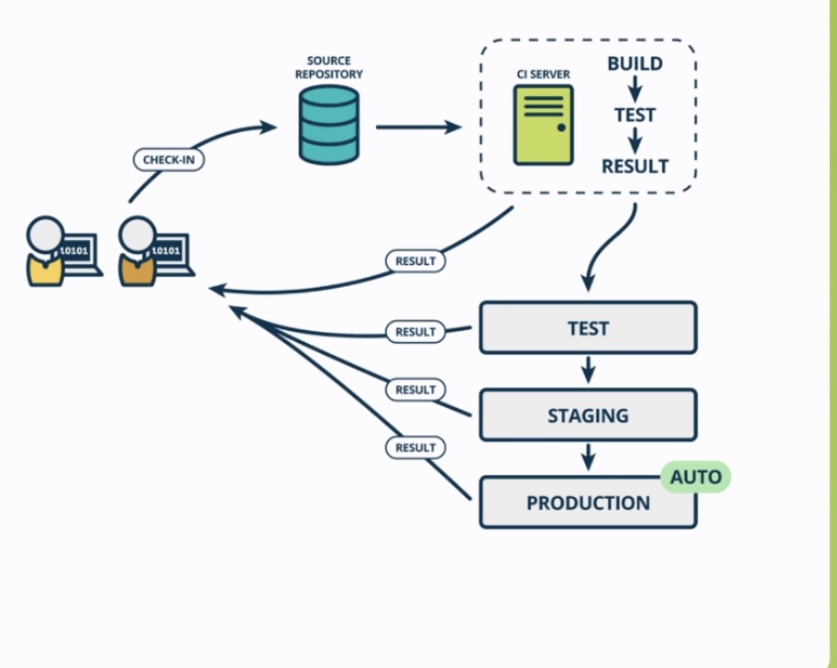 SOURCE
REPOSITORY
CI SERVER
BUILD
TEST
RESULT
CHECK-IN
10101
10101
RESULT
TEST
RESULT
STAGING
RESULT
PRODUCTION
AUTO
RESULT